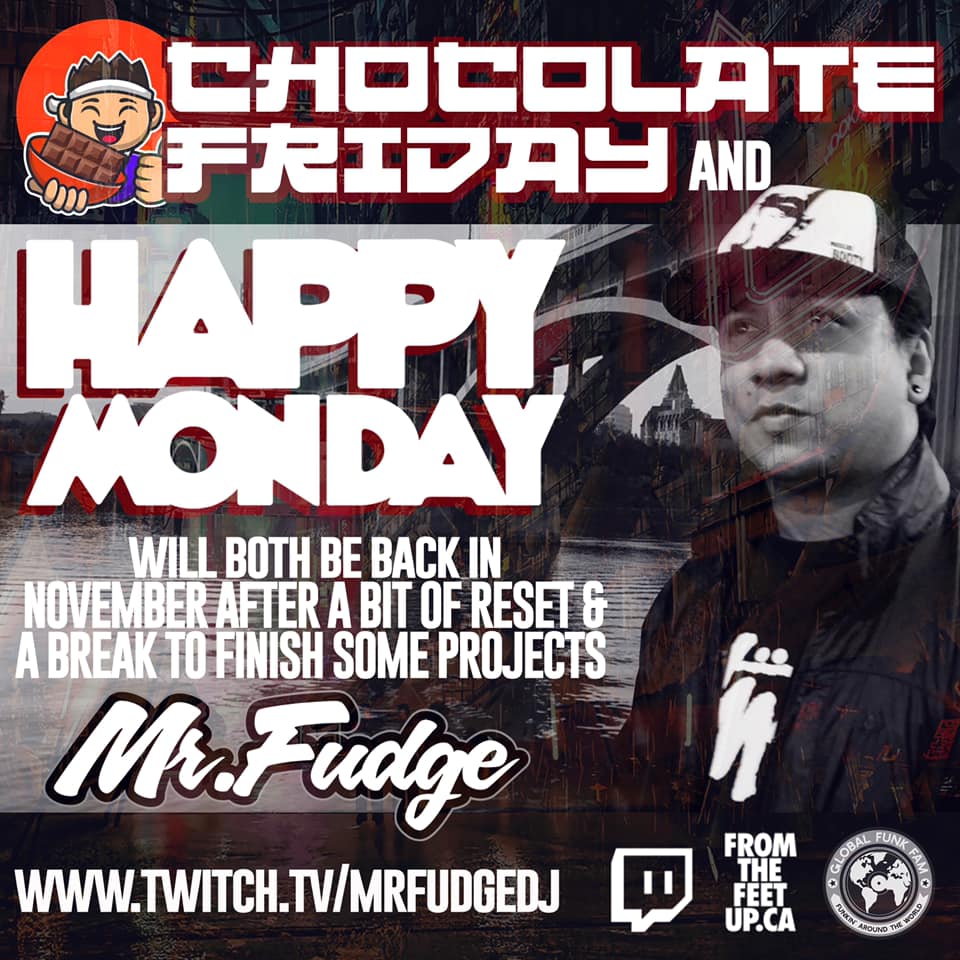 CHOCOLATE
FRIDAY AND
HAPPY
MONDAY
WILL BOTH BE BACK IN
NOVEMBER AFTER A BIT OF RESET &
A BREAK TO FINISH SOME PROJECTS
Mr.Fudge
WWW.TWITCH.TV/MRFUDGEDJ
FROM
THE
FEET
UP.CA
GLOBAL FUNK FAM
FUNKIN' AROUND THE WORLD